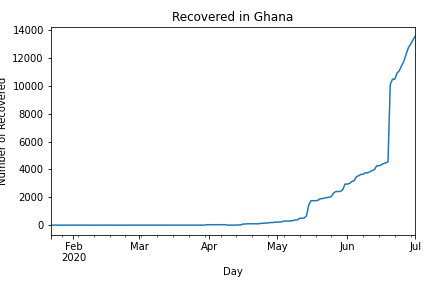 Recovered in Ghana
14000
12000
10000
8000
6000
4000
2000
0
Number of Recovered
Feb
2020
Mar
Apr
May
Jun
Jul
Day